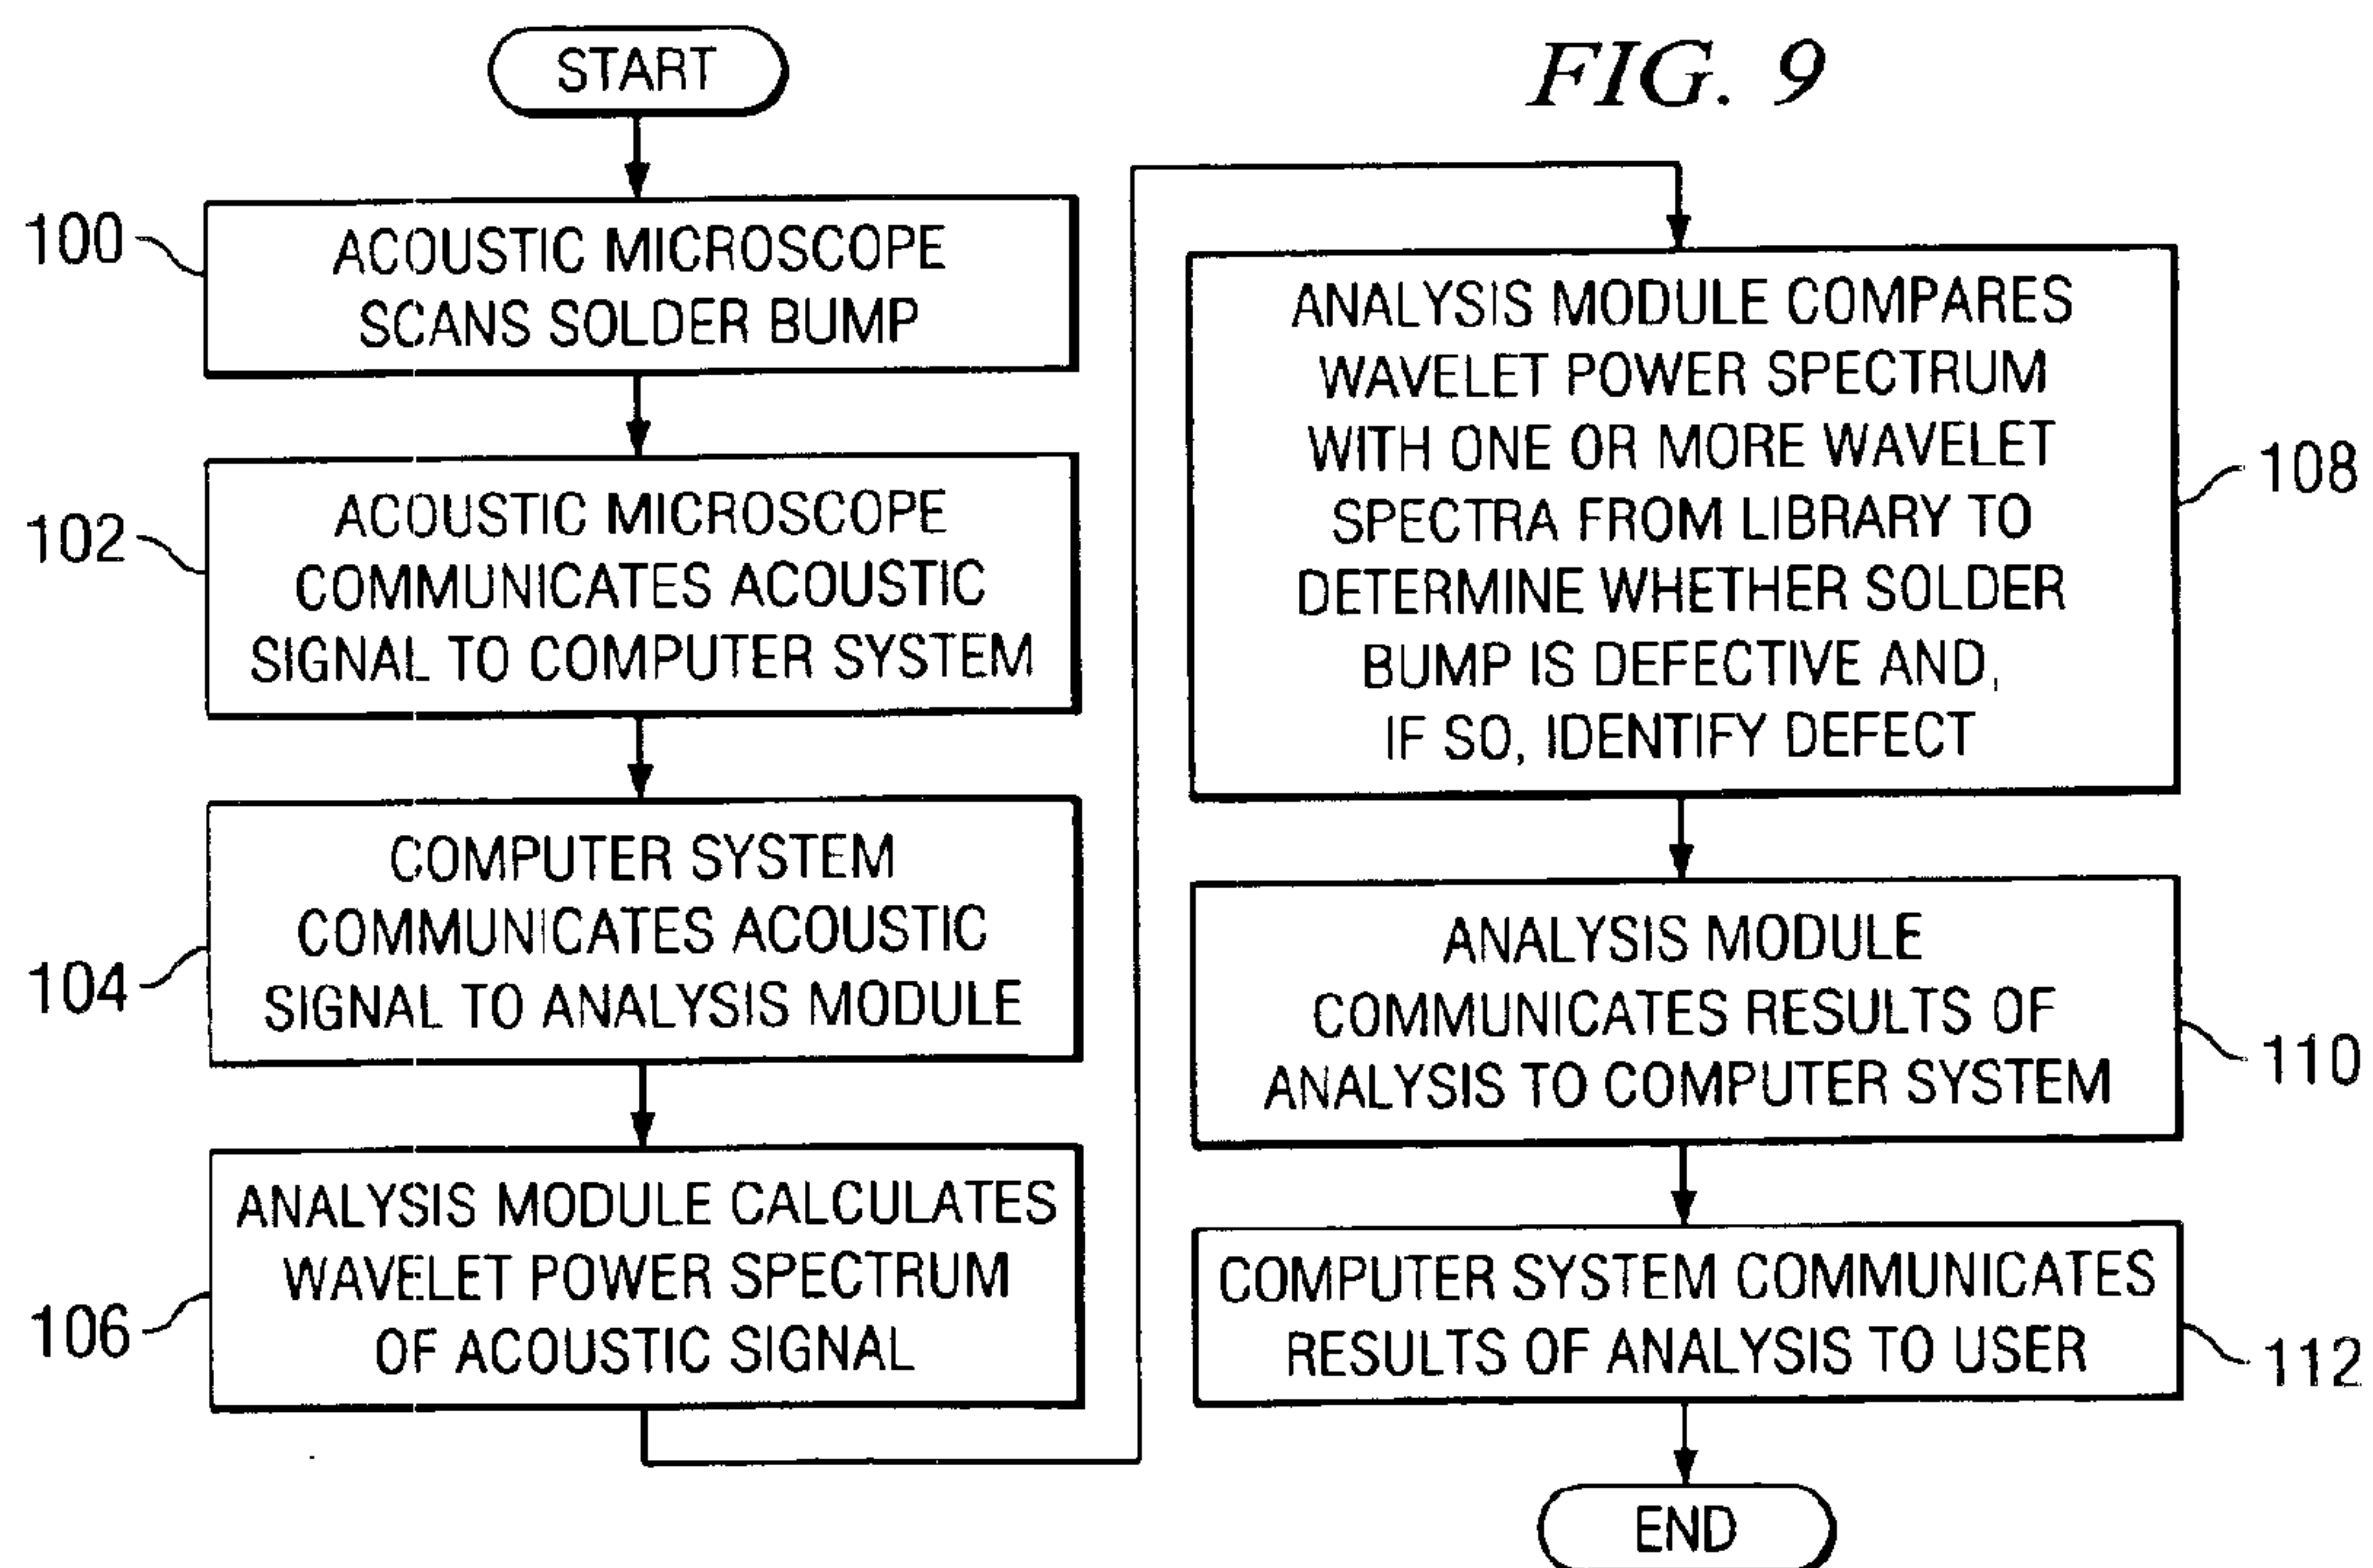 FIG. 9
START
100
ACOUSTIC MICROSCOPE
SCANS SOLDER BUMP
102
ACOUSTIC MICROSCOPE
COMMUNICATES ACOUSTIC
SIGNAL TO COMPUTER SYSTEM
104
COMPUTER SYSTEM
COMMUNICATES ACOUSTIC
SIGNAL TO ANALYSIS MODULE
106
ANALYSIS MODULE CALCULATES
WAVELET POWER SPECTRUM
OF ACOUSTIC SIGNAL
108
ANALYSIS MODULE COMPARES
WAVELET POWER SPECTRUM
WITH ONE OR MORE WAVELET
SPECTRA FROM LIBRARY TO
DETERMINE WHETHER SOLDER
BUMP IS DEFECTIVE AND,
IF SO, IDENTIFY DEFECT
110
ANALYSIS MODULE
COMMUNICATES RESULTS OF
ANALYSIS TO COMPUTER SYSTEM
112
COMPUTER SYSTEM COMMUNICATES
RESULTS OF ANALYSIS TO USER
END